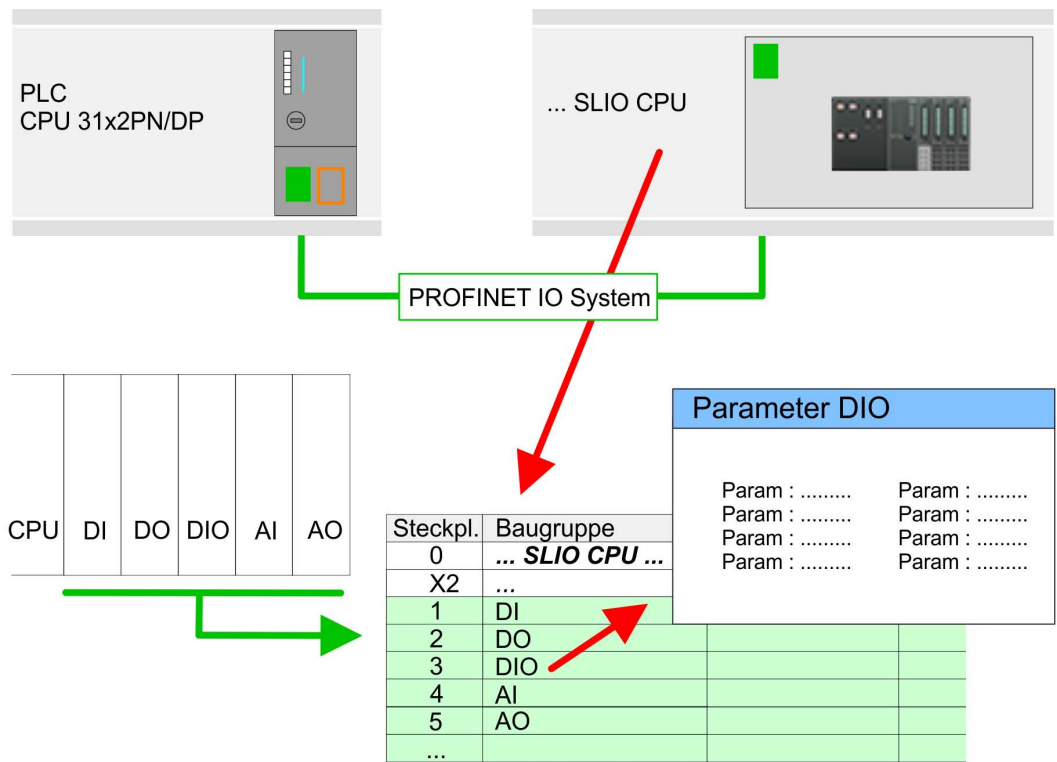 PLC
CPU 31x2PN/DP
... SLIO CPU
PROFINET IO System
CPU DI DO DIO AI AO
Parameter DIO
Param : ......... Param : .........
Param : ......... Param : .........
Param : ......... Param : .........
Param : ......... Param : .........
Steckpl. Baugruppe
0 ... SLIO CPU ...
X2 ...
1 DI
2 DO
3 DIO
4 AI
5 AO
...